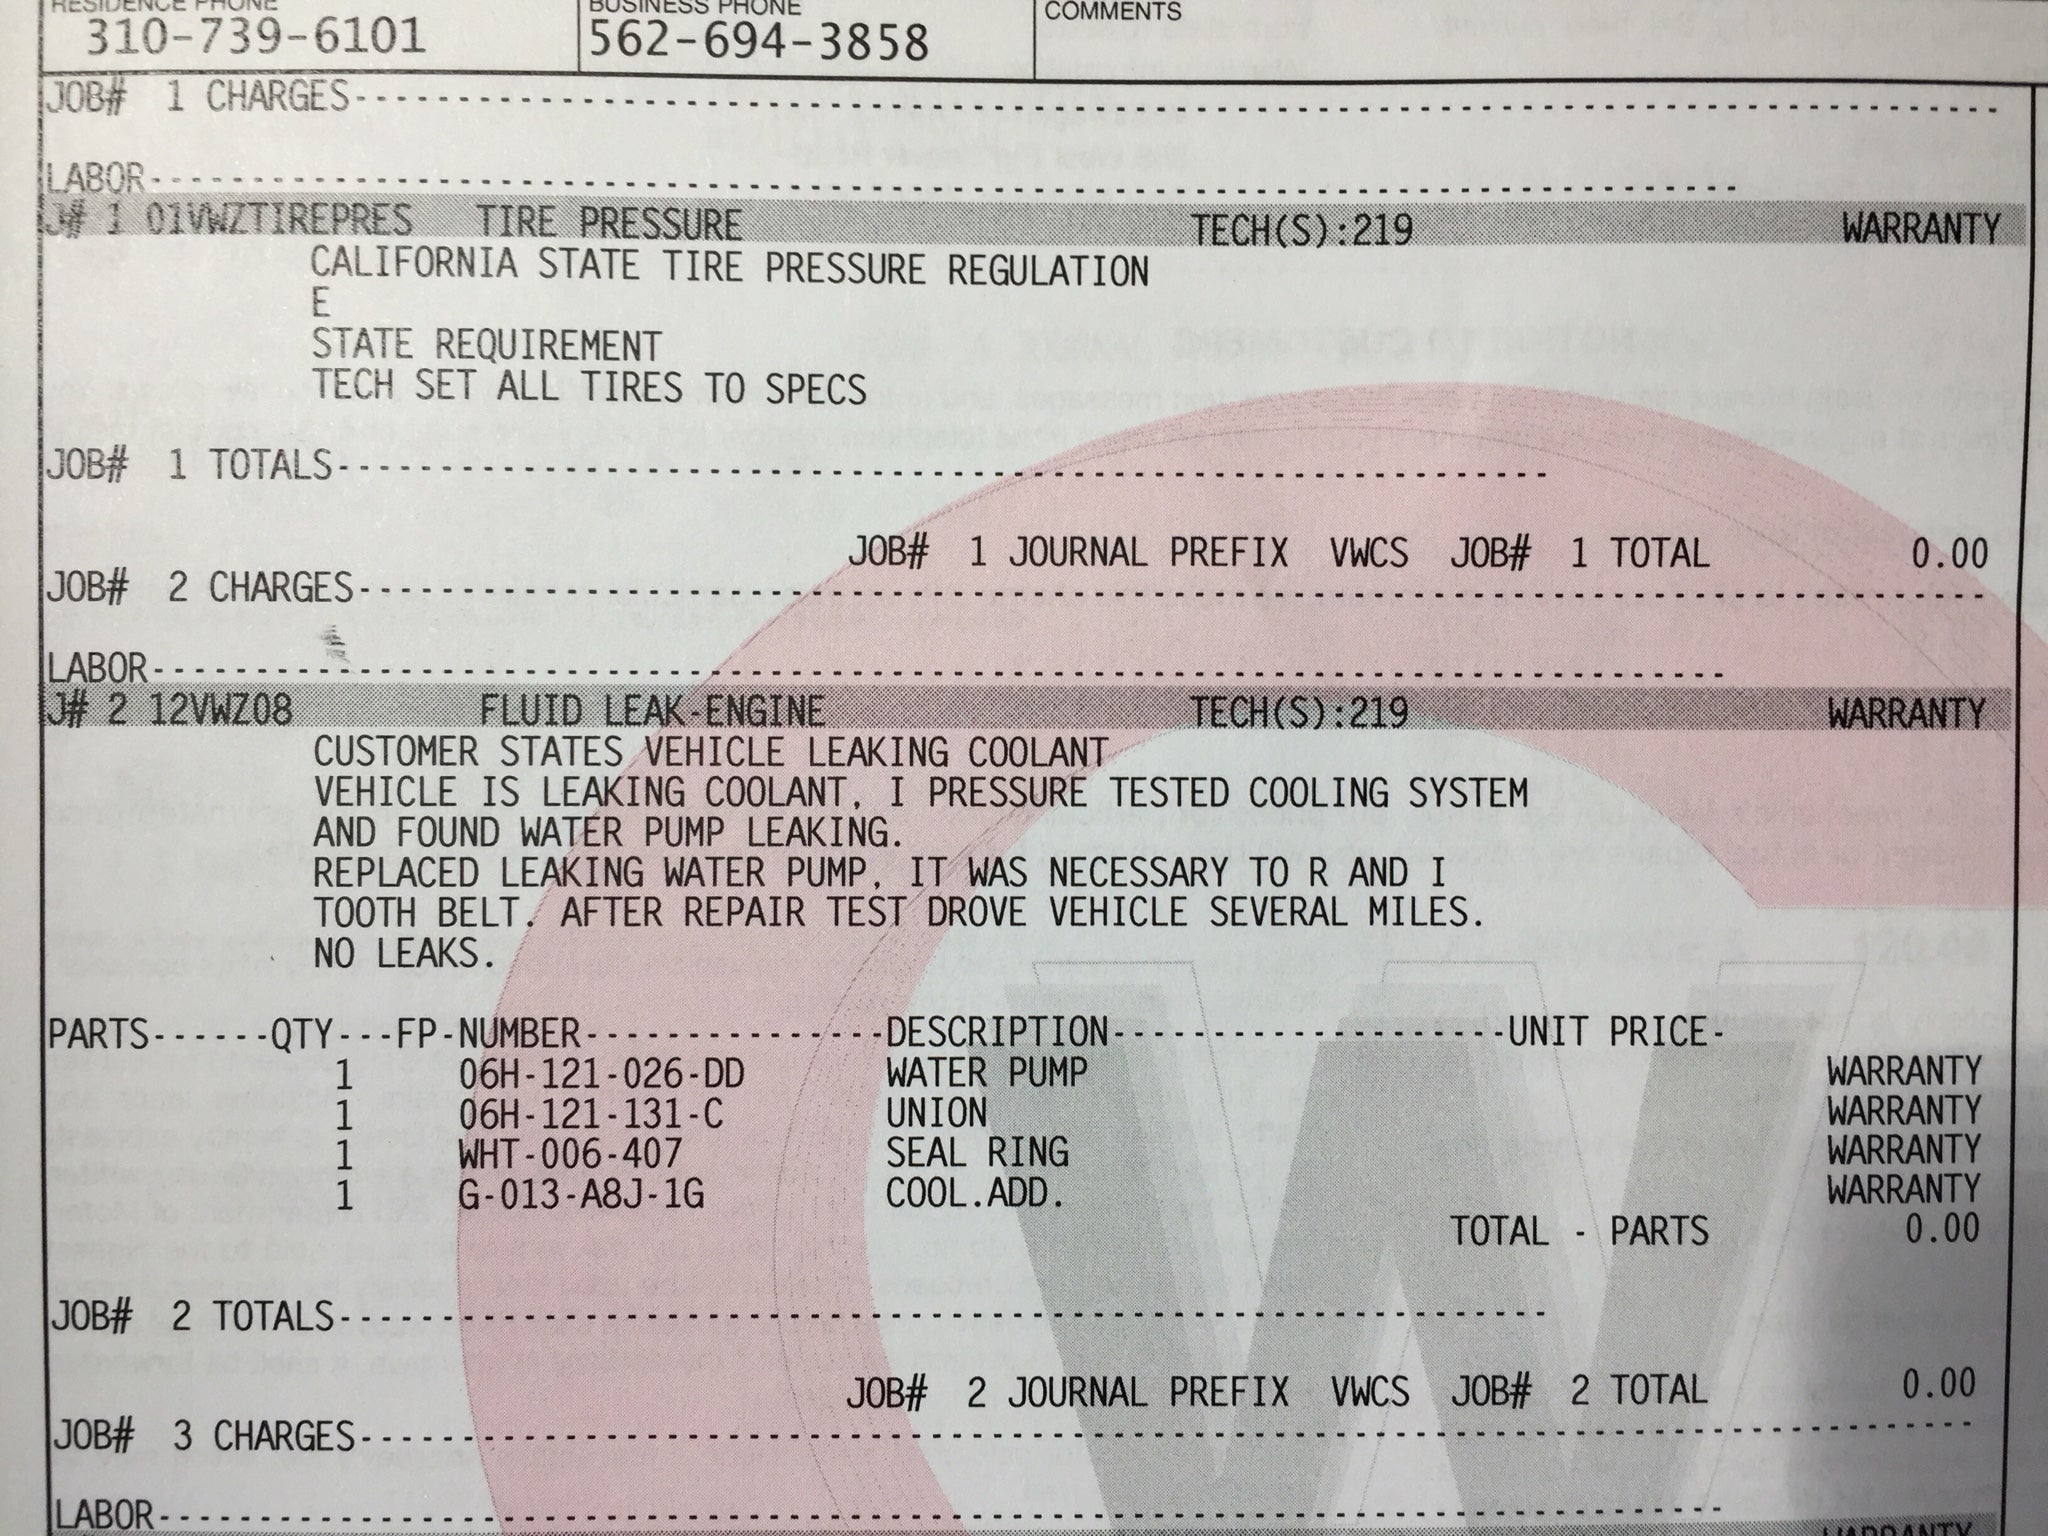 RESIDENCE PHONE BUSINESS PHONE COMMENTS
310-739-6101 562-694-3858
JOB# 1 CHARGES
LABOR
J# 1 01VWZTIREPRES TIRE PRESSURE TECH(S):219 WARRANTY
CALIFORNIA STATE TIRE PRESSURE REGULATION
E
STATE REQUIREMENT
TECH SET ALL TIRES TO SPECS
JOB# 1 TOTALS
JOB# 1 JOURNAL PREFIX VWCS JOB# 1 TOTAL 0.00
JOB# 2 CHARGES
LABOR
J# 2 12VWZ08 FLUID LEAK-ENGINE TECH(S):219 WARRANTY
CUSTOMER STATES VEHICLE LEAKING COOLANT
VEHICLE IS LEAKING COOLANT, I PRESSURE TESTED COOLING SYSTEM
AND FOUND WATER PUMP LEAKING.
REPLACED LEAKING WATER PUMP, IT WAS NECESSARY TO R AND I
TOOTH BELT. AFTER REPAIR TEST DROVE VEHICLE SEVERAL MILES.
NO LEAKS.
PARTS------QTY---FP-NUMBER---------------DESCRIPTION--------------------UNIT PRICE-
1 06H-121-026-DD WATER PUMP WARRANTY
1 06H-121-131-C UNION WARRANTY
1 WHT-006-407 SEAL RING WARRANTY
1 G-013-A8J-1G COOL.ADD. WARRANTY
TOTAL - PARTS 0.00
JOB# 2 TOTALS
JOB# 2 JOURNAL PREFIX VWCS JOB# 2 TOTAL 0.00
JOB# 3 CHARGES
LABOR
WARRANTY